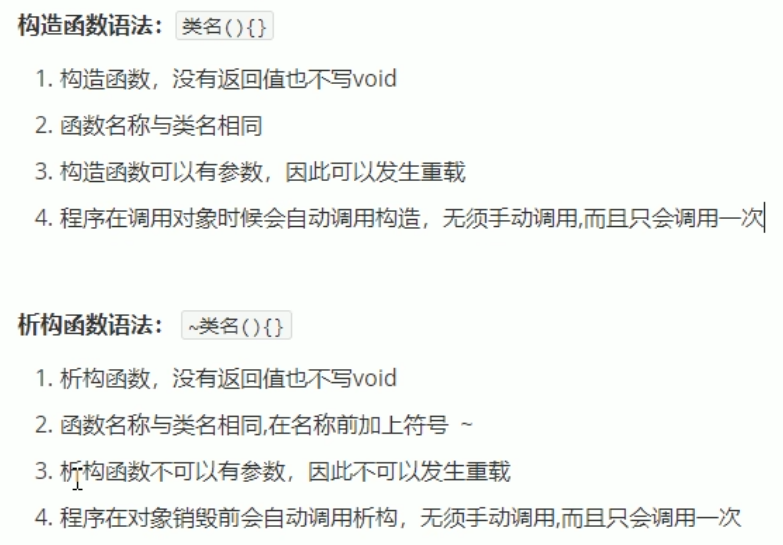 构造函数语法： 类名(){}
1. 构造函数，没有返回值也不写void
2. 函数名称与类名相同
3. 构造函数可以有参数，因此可以发生重载
4. 程序在调用对象时候会自动调用构造，无须手动调用,而且只会调用一次
析构函数语法： ~类名(){}
1. 析构函数，没有返回值也不写void
2. 函数名称与类名相同,在名称前加上符号 ~
3. 析构函数不可以有参数，因此不可以发生重载
4. 程序在对象销毁前会自动调用析构，无须手动调用,而且只会调用一次